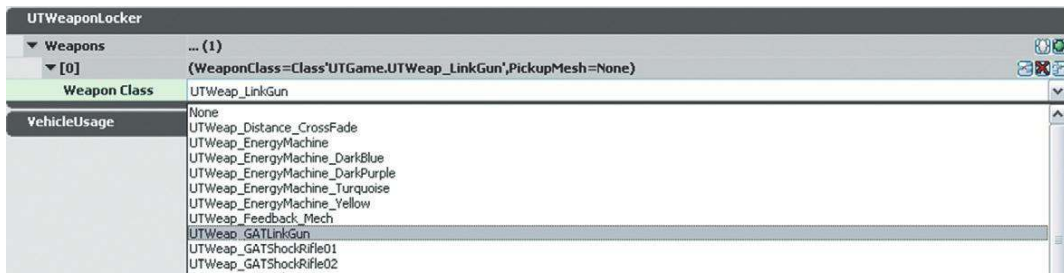 UTWeaponLocker
Weapons ... (1)
[0] (WeaponClass=Class'UTGame.UTWeap_LinkGun',PickupMesh=None)
Weapon Class UTWeap_LinkGun
VehicleUsage
None
UTWeap_Distance_CrossFade
UTWeap_EnergyMachine
UTWeap_EnergyMachine_DarkBlue
UTWeap_EnergyMachine_DarkPurple
UTWeap_EnergyMachine_Turquoise
UTWeap_EnergyMachine_Yellow
UTWeap_Feedback_Mech
UTWeap_GATLinkGun
UTWeap_GATShockRifle01
UTWeap_GATShockRifle02